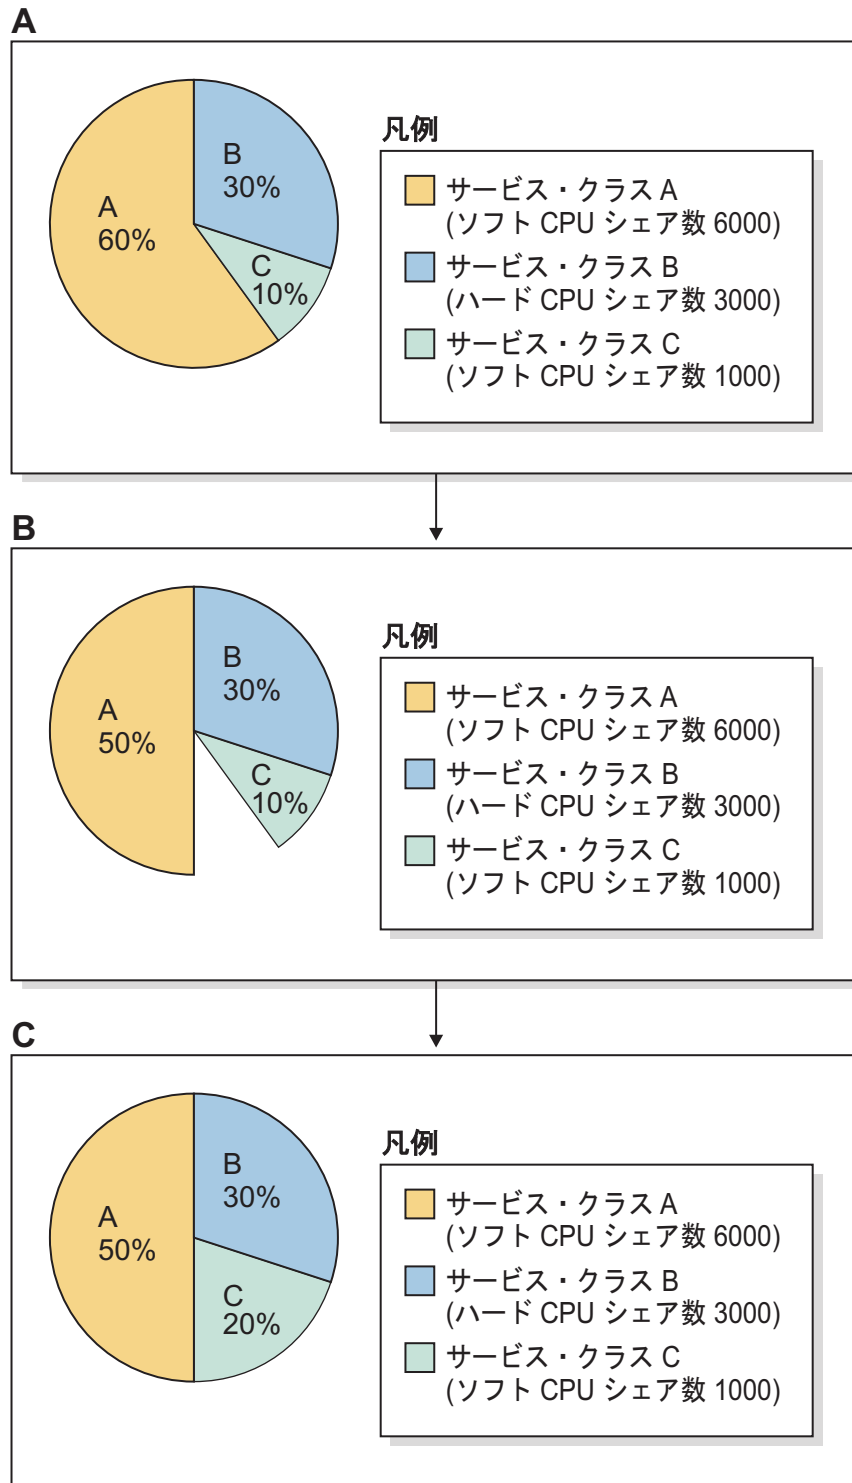 A
B
30%
A
60%
C
10%
凡例
サービス・クラス A
(ソフト CPU シェア数 6000)
サービス・クラス B
(ハード CPU シェア数 3000)
サービス・クラス C
(ソフト CPU シェア数 1000)
B
B
30%
A
50%
C
10%
凡例
サービス・クラス A
(ソフト CPU シェア数 6000)
サービス・クラス B
(ハード CPU シェア数 3000)
サービス・クラス C
(ソフト CPU シェア数 1000)
C
B
30%
A
50%
C
20%
凡例
サービス・クラス A
(ソフト CPU シェア数 6000)
サービス・クラス B
(ハード CPU シェア数 3000)
サービス・クラス C
(ソフト CPU シェア数 1000)